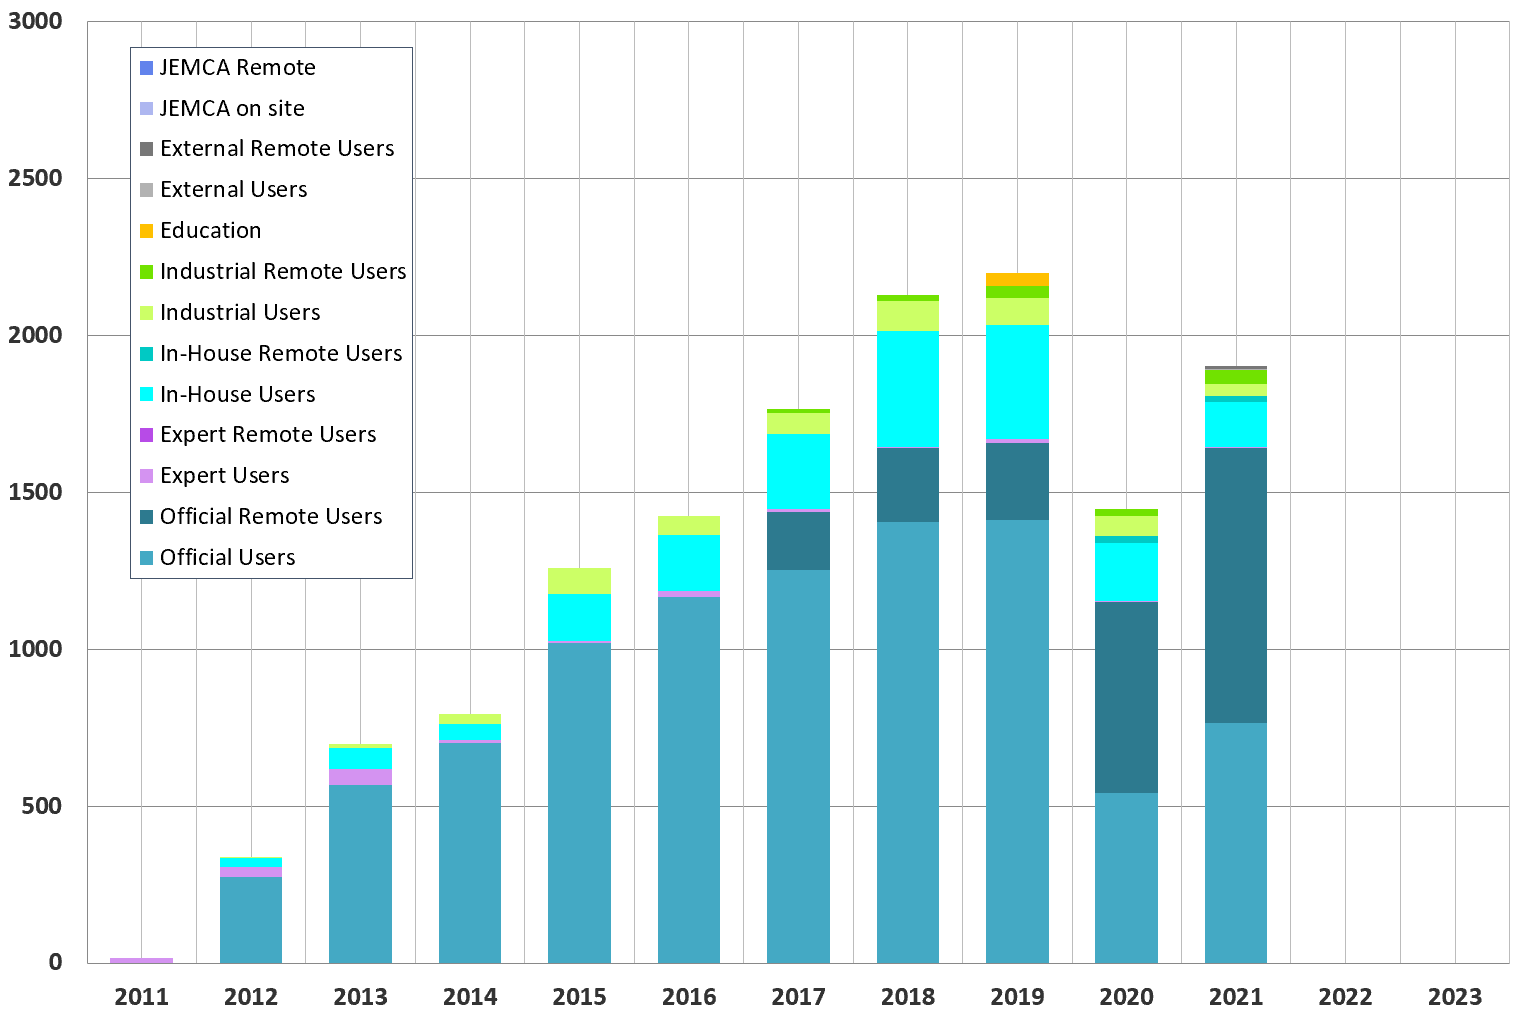 3000
JEMCA Remote
JEMCA on site
External Remote Users
2500
External Users
Education
Industrial Remote Users
Industrial Users
2000
In-House Remote Users
In-House Users
Expert Remote Users
Expert Users
1500
Official Remote Users
Official Users
1000
500
0
2011 2012 2013 2014 2015 2016 2017 2018 2019 2020 2021 2022 2023